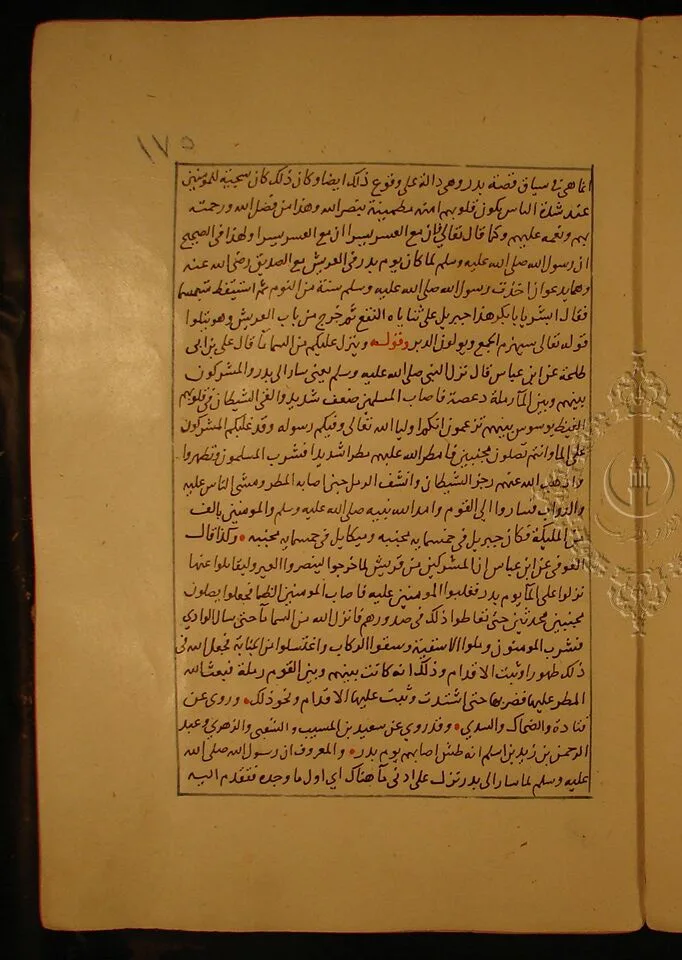 ١٧٥
انما هي في سياق قصة بدر وهي دالة على وقوع ذلك ايضا وكان ذلك كان سجية للمومنين
عند شدة الناس يكون قلوبهم امنه مطمينة بنصر الله وهذا من فضل الله ورحمته
بهم ونعمه عليهم وكما قال تعالى فان مع العسر يسرا ان مع العسر يسرا ولهذا في الصحيح
ان رسول الله صلى الله عليه وسلم لما كان يوم بدر في العريش مع الصديق رضي الله عنه
وهما يدعوان اخذت رسول الله صلى الله عليه وسلم سنة من النوم ثم استيقظ متبسما
فقال ابشر يا ابا بكر هذا جبريل على ثناياه النقع ثم خرج من باب العريش وهو يتلوا
قوله تعالى سيهزم الجمع ويولون الدبر وقوله وينزل عليكم من السما ما قال على بن ابي
طلحة عن ابن عباس قال نزل النبي صلى الله عليه وسلم يعني سار الى بدر والمشركون
بينهم وبين الما رملة دعصة فاصاب المسلمين ضعف شديد والقى الشيطان في قلوبهم
الغيظ يوسوس بينهم تزعمون انكم اوليا الله تعالى وفيكم رسوله وقد غلبكم المشركون
على الما وانتم تصلون مجنبين فامطر الله عليهم مطرا شديدا فشرب المسلمون وتطهروا
واذهب الله عنهم رجز الشيطان وانشف الرمل حين اصابه المطر ومشى الناس عليه
والدواب فساروا الى القوم وامد الله نبيه صلى الله عليه وسلم والمومنين بالف
من المليكة فكان جبريل في خمسمايه مجنبه وميكايل في خمسمايه مجنبه وكذا قال
العوفي عن ابن عباس ان المشركين من قريش لما خرجوا لينصروا العير وليقاتلوا عنها
نزلوا على الما يوم بدر فغلبوا المومنين عليه فاصاب المومنين الظما فجعلوا يصلون
مجنبين محدثين حتى تعاطوا ذلك في صدورهم فانزل الله من السما ما حتى سال الوادي
فشرب المومنون وملوا الاسقية وسقوا الركاب واغتسلوا من الجنابة فجعل الله في
ذلك طهورا وثبت الاقدام وذلك انه كانت بينهم وبين القوم رملة فبعث الله
المطر عليها فضربها حتى اشتدت وثبت عليها الاقدام ونحو ذلك وروى عن
قتادة والضحاك والسدي وقد روي عن سعيد بن المسيب والشعبي والزهري وعبد
الرحمن بن زيد بن اسلم انه طش اصابهم يوم بدر والمعروف ان رسول الله صلى الله
عليه وسلم لما سار الى بدر نزل على ادنى ما هناك اي اول ما وجده فتقدم اليه